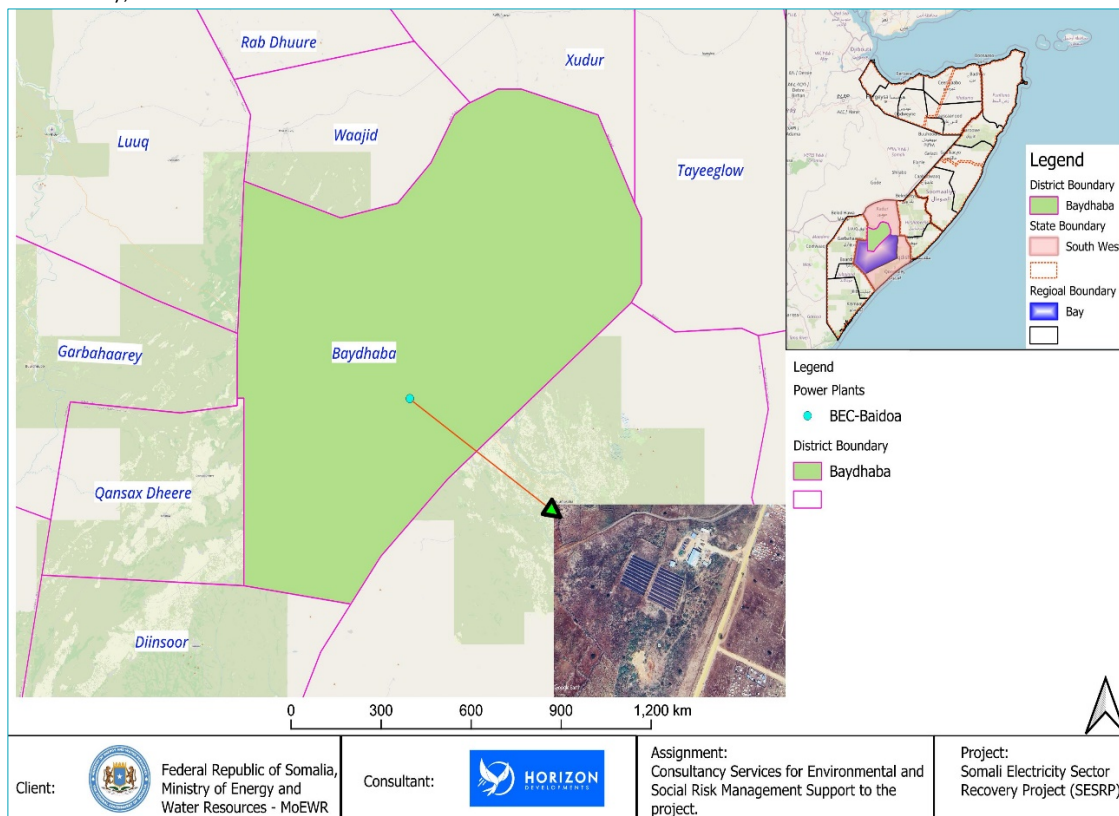 Rab Dhuure
Xudur
Luuq
Waajid
Tayeeglow
Garbahaarey
Baydhaba
Qansax Dheere
Diinsoor
Legend
District Boundary
Baydhaba
State Boundary
South West
Regioal Boundary
Bay
Legend
Power Plants
BEC-Baidoa
District Boundary
Baydhaba
0 300 600 900 1,200 km
Client:
Federal Republic of Somalia,
Ministry of Energy and
Water Resources - MoEWR
Consultant:
HORIZON
DEVELOPMENTS
Assignment:
Consultancy Services for Environmental and
Social Risk Management Support to the
project.
Project:
Somali Electricity Sector
Recovery Project (SESRP)